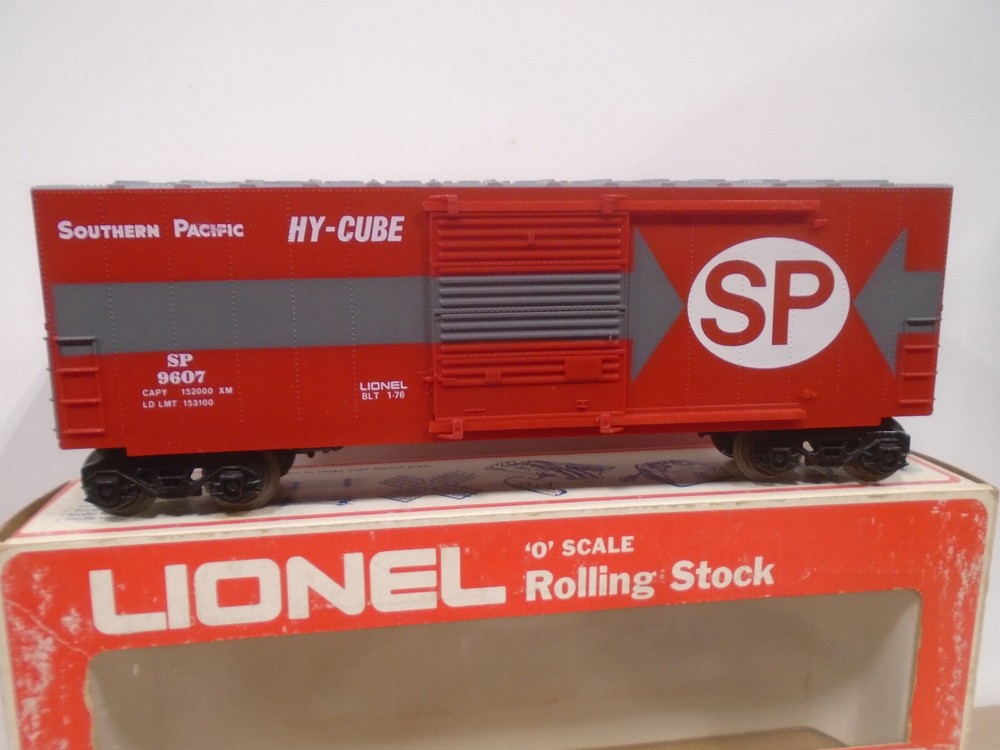 SOUTHERN PACIFIC HY-CUBE
SP
SP
9607
CAPY 152000 XM
LD LMT 153100
LIONEL
BLT 1-76
LIONEL
'O' SCALE
Rolling Stock